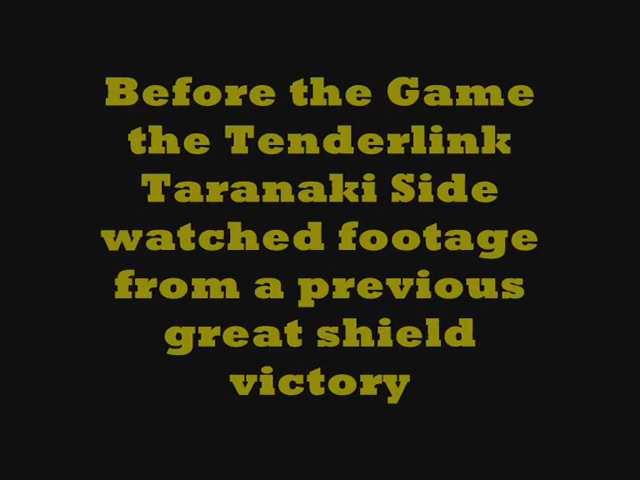 Before the Game
the Tenderlink
Taranaki Side
watched footage
from a previous
great shield
victory